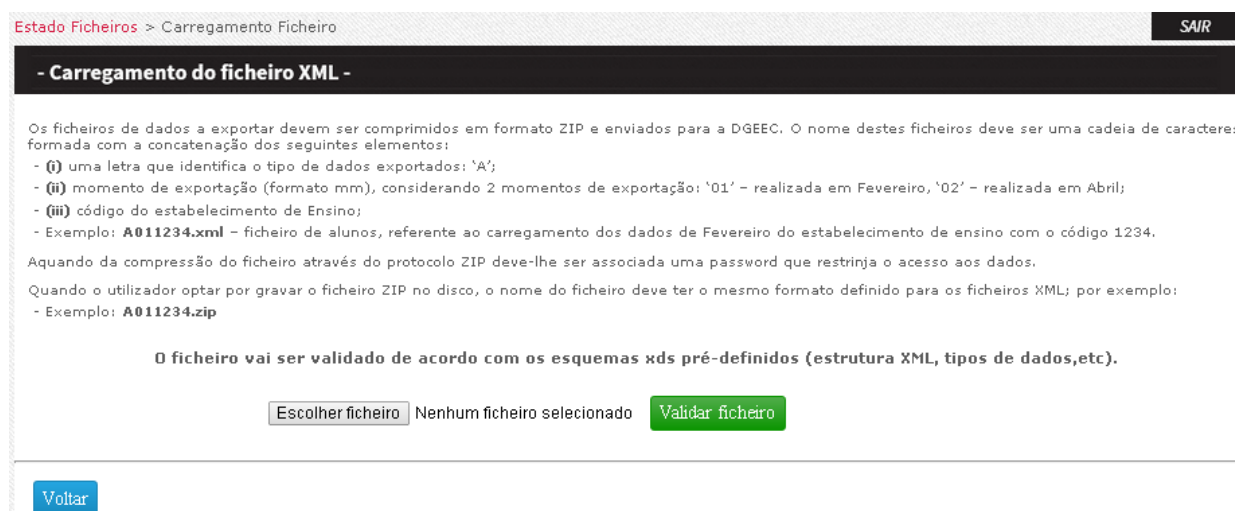 Estado Ficheiros > Carregamento Ficheiro
SAIR
- Carregamento do ficheiro XML -
Os ficheiros de dados a exportar devem ser comprimidos em formato ZIP e enviados para a DGEEC. O nome destes ficheiros deve ser uma cadeia de caracteres
formada com a concatenação dos seguintes elementos:
- (i) uma letra que identifica o tipo de dados exportados: ‘A’;
- (ii) momento de exportação (formato mm), considerando 2 momentos de exportação: ‘01’ – realizada em Fevereiro, ‘02’ – realizada em Abril;
- (iii) código do estabelecimento de Ensino;
- Exemplo: A011234.xml – ficheiro de alunos, referente ao carregamento dos dados de Fevereiro do estabelecimento de ensino com o código 1234.
Aquando da compressão do ficheiro através do protocolo ZIP deve-lhe ser associada uma password que restrinja o acesso aos dados.
Quando o utilizador optar por gravar o ficheiro ZIP no disco, o nome do ficheiro deve ter o mesmo formato definido para os ficheiros XML; por exemplo:
- Exemplo: A011234.zip
O ficheiro vai ser validado de acordo com os esquemas xds pré-definidos (estrutura XML, tipos de dados,etc).
Escolher ficheiro Nenhum ficheiro selecionado Validar ficheiro
Voltar